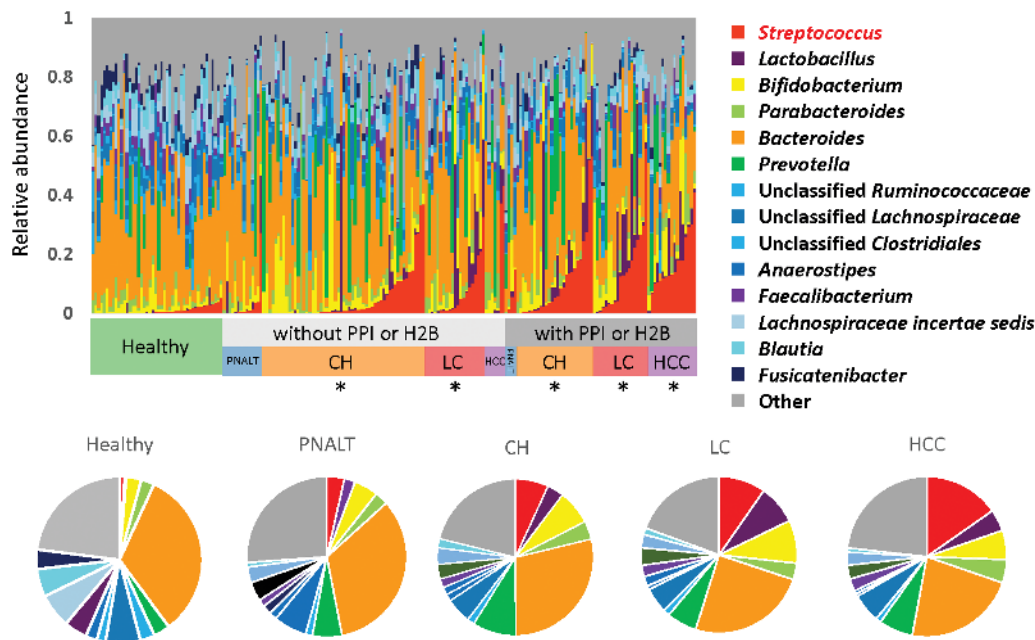 1
0.8
0.6
0.4
0.2
0
Relative abundance
Healthy
without PPI or H2B
with PPI or H2B
PNALT
CH
LC
HCC
CH
LC
HCC
*
*
*
*
*
Streptococcus
Lactobacillus
Bifidobacterium
Parabacteroides
Bacteroides
Prevotella
Unclassified Ruminococcaceae
Unclassified Lachnospiraceae
Unclassified Clostridiales
Anaerostipes
Faecalibacterium
Lachnospiraceae incertae sedis
Blautia
Fusicatenibacter
Other
Healthy
PNALT
CH
LC
HCC